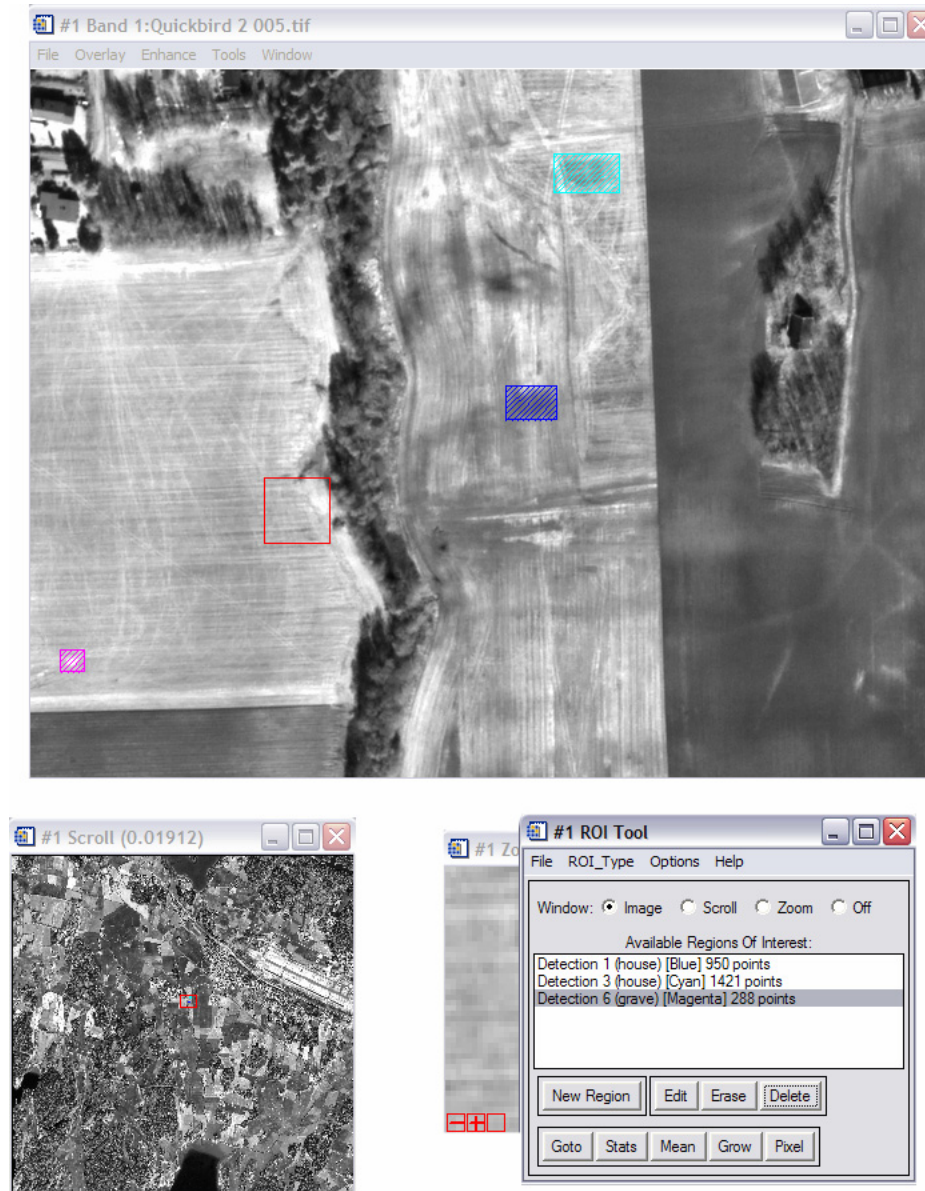 #1 Band 1:Quickbird 2 005.tif
File Overlay Enhance Tools Window
#1 Scroll (0.01912)
#1 Zo
#1 ROI Tool
File ROI_Type Options Help
Window: Image Scroll Zoom Off
Available Regions Of Interest:
Detection 1 (house) [Blue] 950 points
Detection 3 (house) [Cyan] 1421 points
Detection 6 (grave) [Magenta] 288 points
New Region Edit Erase Delete
Goto Stats Mean Grow Pixel